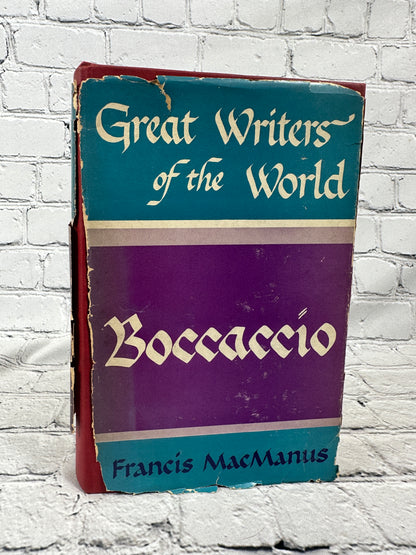 Great Writers
of the World
Boccaccio
Francis MacManus